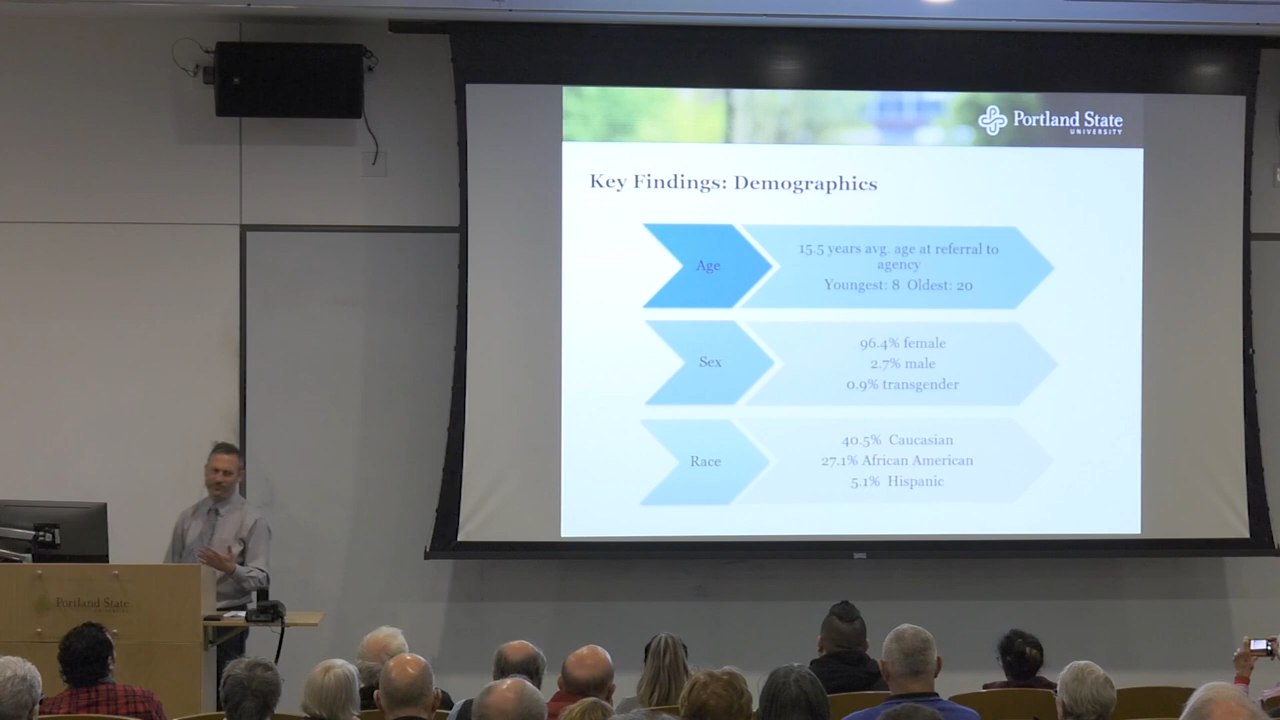 Portland State
UNIVERSITY
Key Findings: Demographics
Age
15.5 years avg. age at referral to
agency
Youngest: 8 Oldest: 20
Sex
96.4% female
2.7% male
0.9% transgender
Race
40.5% Caucasian
27.1% African American
5.1% Hispanic
Portland State
UNIVERSITY